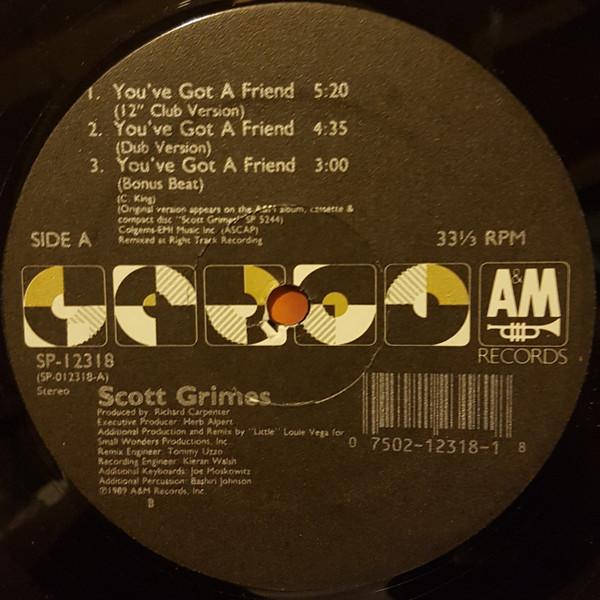 1. You've Got A Friend 5:20
(12" Club Version)
2. You've Got A Friend 4:35
(Dub Version)
3. You've Got A Friend 3:00
(Bonus Beat)
(C. King)
(Original version appears on the A&M album, cassette &
compact disc "Scott Grimes" SP 5244)
Colgems-EMI Music Inc. (ASCAP)
Remixed at Right Track Recording
SIDE A
33⅓ RPM
A&M
RECORDS
SP-12318
(SP-012318-A)
Stereo
Scott Grimes
Produced by: Richard Carpenter
Executive Producer: Herb Alpert
Additional Production and Remix by "Little" Louie Vega for
Small Wonders Productions, Inc.
Remix Engineer: Tommy Uzzo
Recording Engineer: Kieran Walsh
Additional Keyboards: Joe Moskowitz
Additional Percussion: Bashiri Johnson
℗1989 A&M Records, Inc.
B
0 7502-12318-1 8